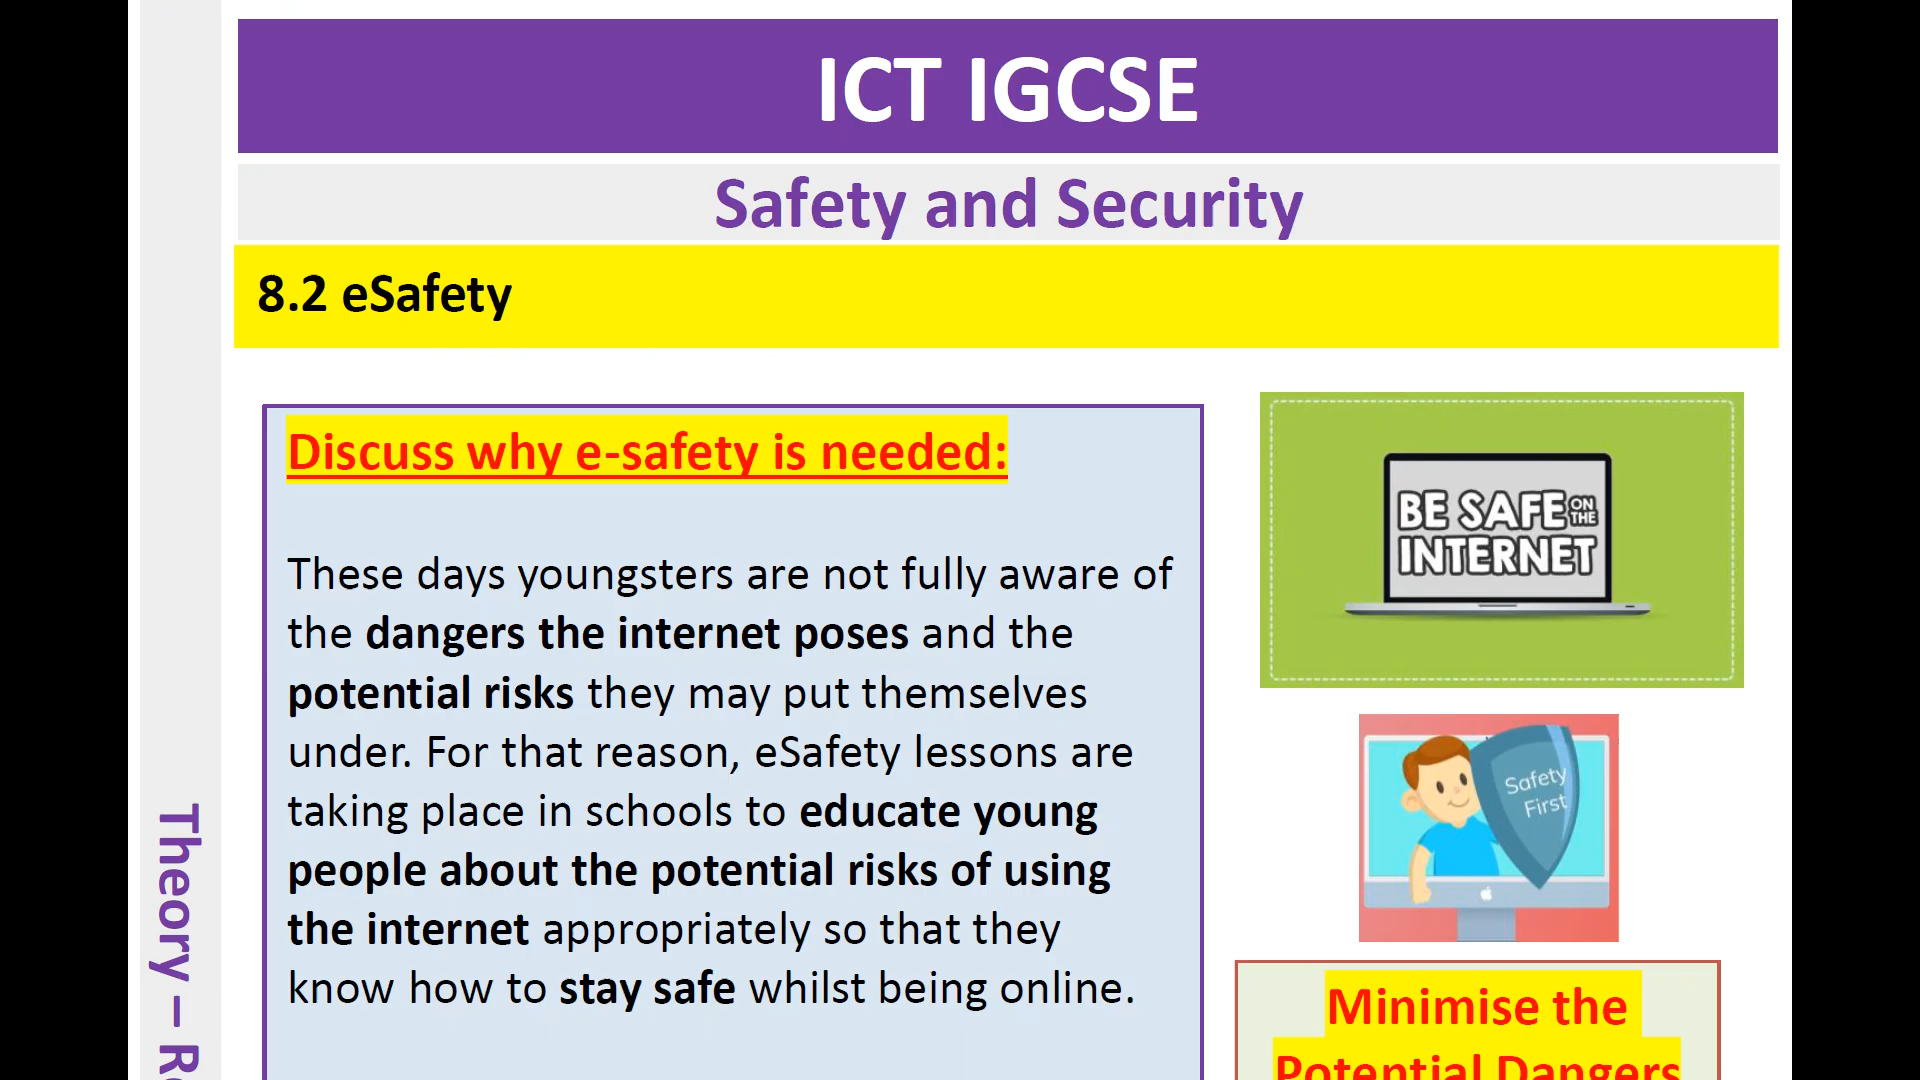 ICT IGCSE
Safety and Security
8.2 eSafety
Discuss why e-safety is needed:
These days youngsters are not fully aware of
the dangers the internet poses and the
potential risks they may put themselves
under. For that reason, eSafety lessons are
taking place in schools to educate young
people about the potential risks of using
the internet appropriately so that they
know how to stay safe whilst being online.
BE SAFE ON
THE
INTERNET
Safety
First
Minimise the
Potential Dangers
Theory –